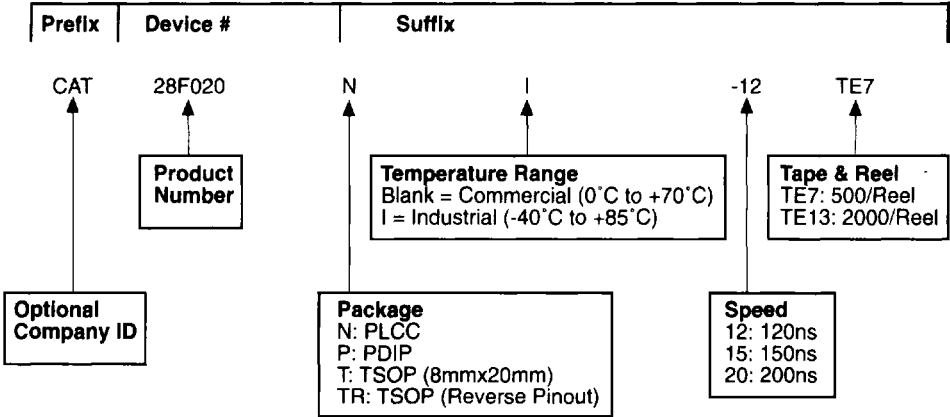 Prefix Device # Suffix
CAT 28F020 N I -12 TE7
Product
Number
Temperature Range
Blank = Commercial (0˚C to +70˚C)
I = Industrial (-40˚C to +85˚C)
Tape & Reel
TE7: 500/Reel
TE13: 2000/Reel
Optional
Company ID
Package
N: PLCC
P: PDIP
T: TSOP (8mmx20mm)
TR: TSOP (Reverse Pinout)
Speed
12: 120ns
15: 150ns
20: 200ns